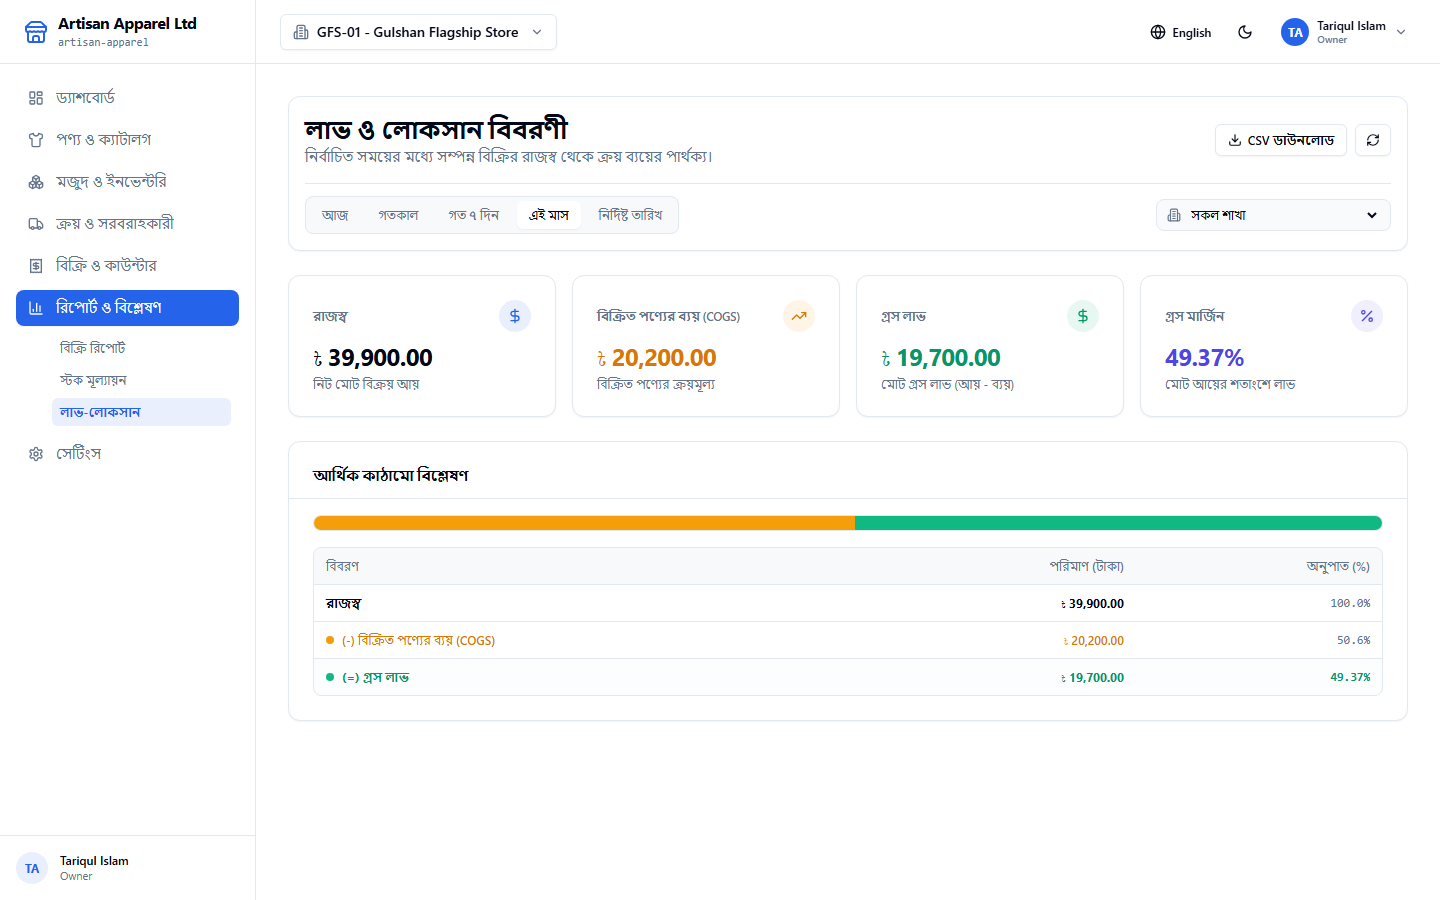 Artisan Apparel Ltd
artisan-apparel
GFS-01 - Gulshan Flagship Store
English
TA
Tariqul Islam
Owner
ড্যাশবোর্ড
পণ্য ও ক্যাটালগ
মজুদ ও ইনভেন্টরি
ক্রয় ও সরবরাহকারী
বিক্রি ও কাউন্টার
রিপোর্ট ও বিশ্লেষণ
বিক্রি রিপোর্ট
স্টক মূল্যায়ন
লাভ-লোকসান
সেটিংস
লাভ ও লোকসান বিবরণী
নির্বাচিত সময়ের মধ্যে সম্পন্ন বিক্রির রাজস্ব থেকে ক্রয় ব্যয়ের পার্থক্য।
CSV ডাউনলোড
আজ
গতকাল
গত ৭ দিন
এই মাস
নির্দিষ্ট তারিখ
সকল শাখা
রাজস্ব
৳ 39,900.00
নিট মোট বিক্রয় আয়
বিক্রিত পণ্যের ব্যয় (COGS)
৳ 20,200.00
বিক্রিত পণ্যের ক্রয়মূল্য
গ্রস লাভ
৳ 19,700.00
মোট গ্রস লাভ (আয় - ব্যয়)
গ্রস মার্জিন
49.37%
মোট আয়ের শতাংশে লাভ
আর্থিক কাঠামো বিশ্লেষণ
বিবরণ পরিমাণ (টাকা) অনুপাত (%)
রাজস্ব ৳ 39,900.00 100.0%
(-) বিক্রিত পণ্যের ব্যয় (COGS) ৳ 20,200.00 50.6%
(=) গ্রস লাভ ৳ 19,700.00 49.37%
TA
Tariqul Islam
Owner